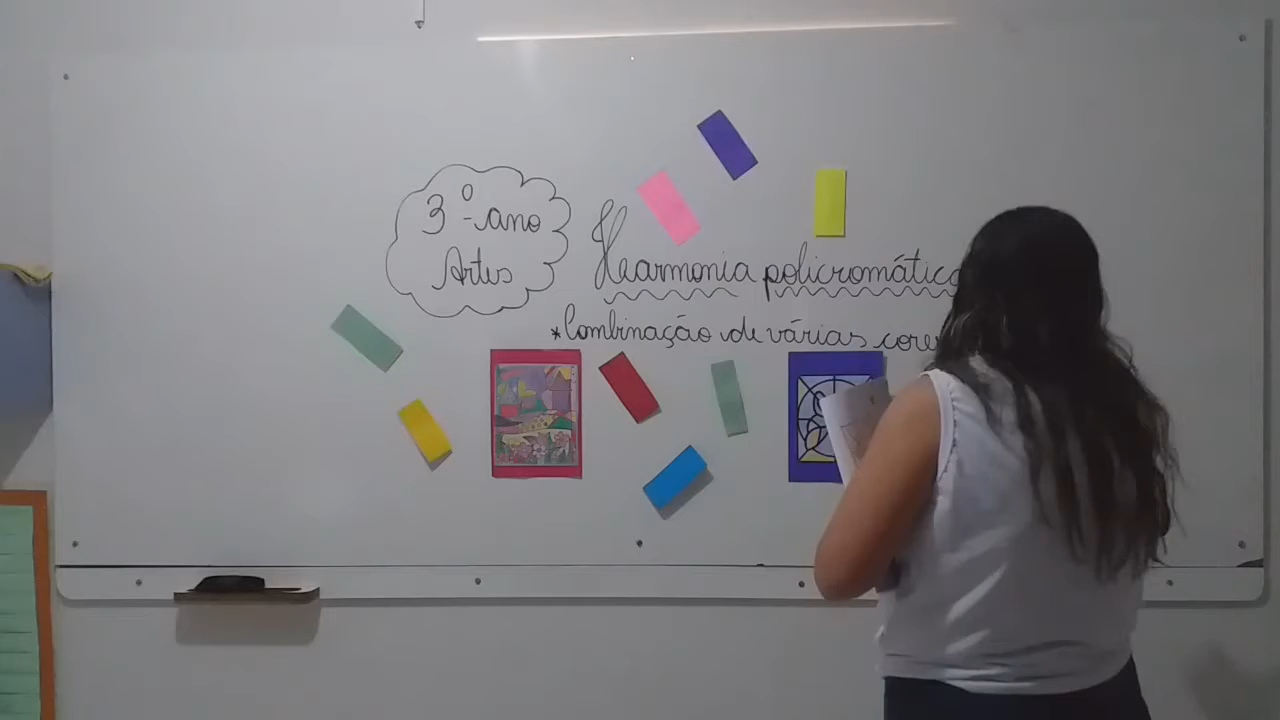 3º ano
Artes
Harmonia policromática
*Combinação de várias cores